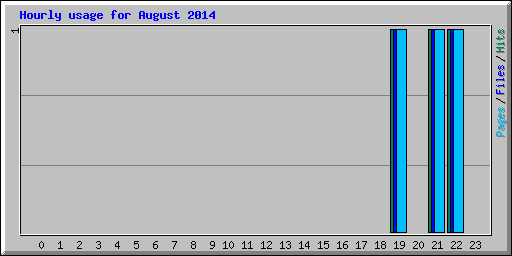 Hourly usage for August 2014
1
Pages/Files/Hits
0 1 2 3 4 5 6 7 8 9 10 11 12 13 14 15 16 17 18 19 20 21 22 23